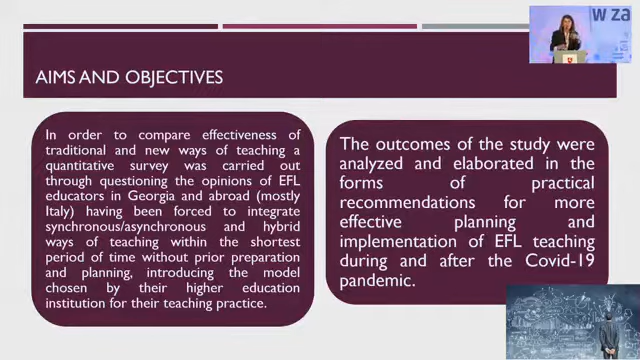 w za
AIMS AND OBJECTIVES
In order to compare effectiveness of
traditional and new ways of teaching a
quantitative survey was carried out
through questioning the opinions of EFL
educators in Georgia and abroad (mostly
Italy) having been forced to integrate
synchronous/asynchronous and hybrid
ways of teaching within the shortest
period of time without prior preparation
and planning, introducing the model
chosen by their higher education
institution for their teaching practice.
The outcomes of the study were
analyzed and elaborated in the
forms of practical
recommendations for more
effective planning and
implementation of EFL teaching
during and after the Covid-19
pandemic.